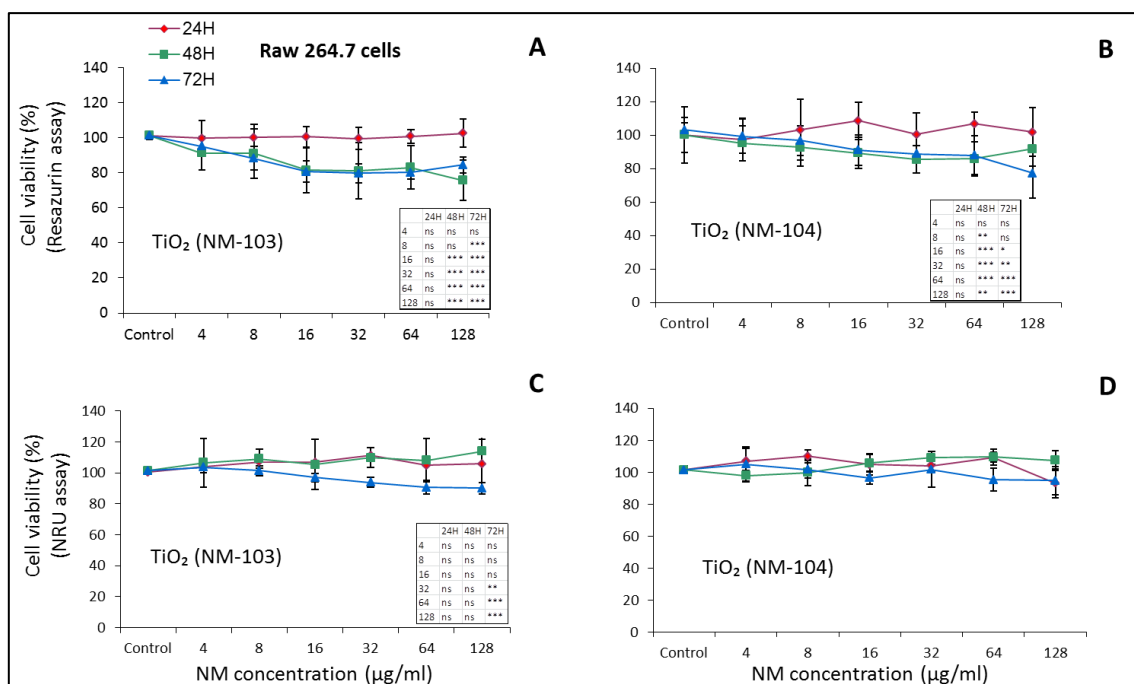 24H
48H
72H
Raw 264.7 cells
A
Cell viability (%)
(Resazurin assay)
140
120
100
80
60
40
20
0
TiO₂ (NM-103)
24H 48H 72H
4 ns ns ns
8 ns ns ***
16 ns *** ***
32 ns *** ***
64 ns *** ***
128 ns *** ***
Control 4 8 16 32 64 128
B
140
120
100
80
60
40
20
0
TiO₂ (NM-104)
24H 48H 72H
4 ns ns ns
8 ns ** ns
16 ns *** *
32 ns *** **
64 ns *** ***
128 ns ** ***
Control 4 8 16 32 64 128
C
Cell viability (%)
(NRU assay)
140
120
100
80
60
40
20
0
TiO₂ (NM-103)
24H 48H 72H
4 ns ns ns
8 ns ns ns
16 ns ns ns
32 ns ns **
64 ns ns ***
128 ns ns ***
Control 4 8 16 32 64 128
NM concentration (µg/ml)
D
140
120
100
80
60
40
20
0
TiO₂ (NM-104)
Control 4 8 16 32 64 128
NM concentration (µg/ml)